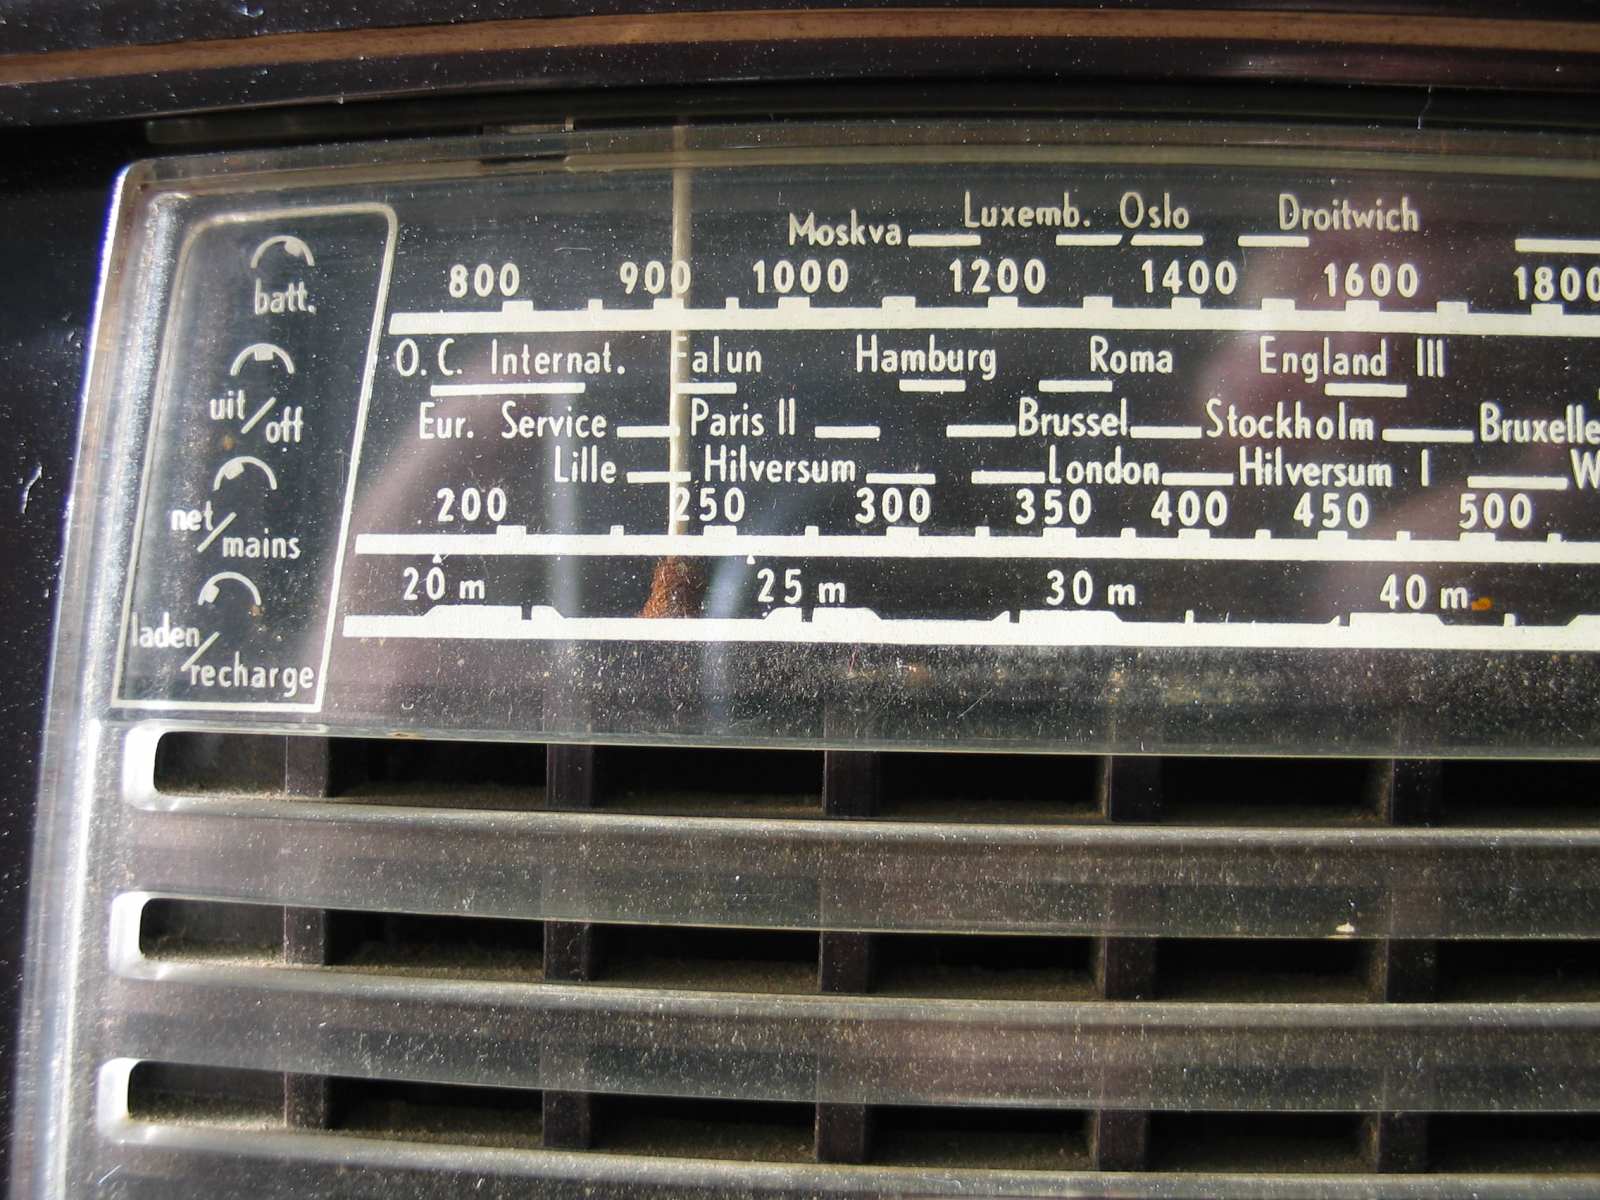 batt.
uit/off
net/mains
laden/recharge
Luxemb. Oslo Droitwich
Moskva
800 900 1000 1200 1400 1600 1800
O.C. Internat. Falun Hamburg Roma England III
Eur. Service Paris II Brussel Stockholm Bruxelle
Lille Hilversum London Hilversum I W
200 250 300 350 400 450 500
20 m 25 m 30 m 40 m